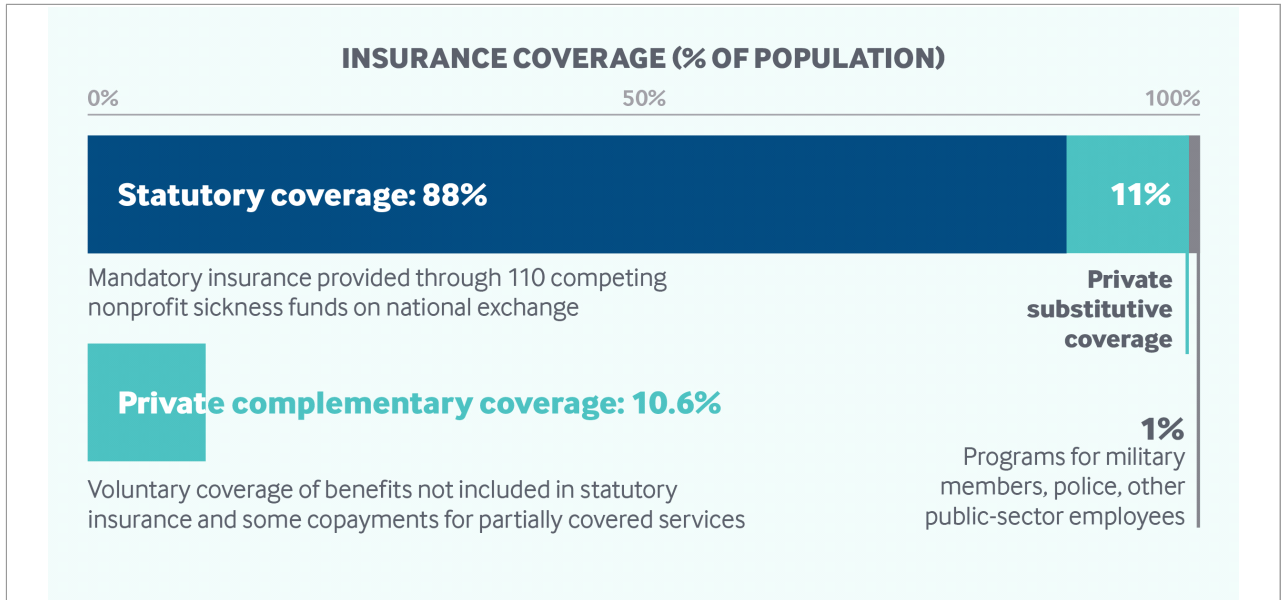 INSURANCE COVERAGE (% OF POPULATION)
0% 50% 100%
Statutory coverage: 88% 11%
Mandatory insurance provided through 110 competing
nonprofit sickness funds on national exchange
Private
substitutive
coverage
Private complementary coverage: 10.6%
1%
Programs for military
members, police, other
public-sector employees
Voluntary coverage of benefits not included in statutory
insurance and some copayments for partially covered services